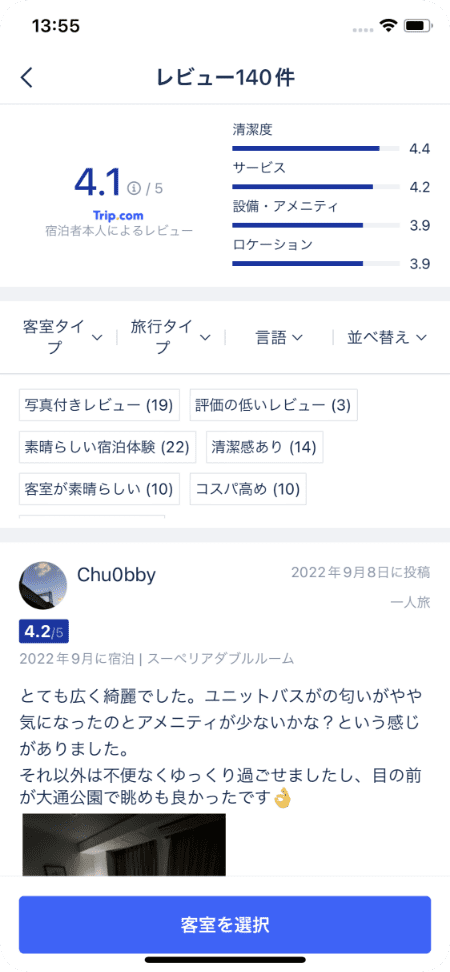 13:55
レビュー140件
4.1 / 5
Trip.com
宿泊者本人によるレビュー
清潔度
4.4
サービス
4.2
設備・アメニティ
3.9
ロケーション
3.9
客室タイ
プ
旅行タイ
プ
言語
並べ替え
写真付きレビュー (19)
評価の低いレビュー (3)
素晴らしい宿泊体験 (22)
清潔感あり (14)
客室が素晴らしい (10)
コスパ高め (10)
Chu0bby
2022年9月8日に投稿
一人旅
4.2/5
2022年9月に宿泊 | スーペリアダブルルーム
とても広く綺麗でした。ユニットバスがの匂いがやや
気になったのとアメニティが少ないかな？という感じ
がありました。
それ以外は不便なくゆっくり過ごせましたし、目の前
が大通公園で眺めも良かったです👌
客室を選択